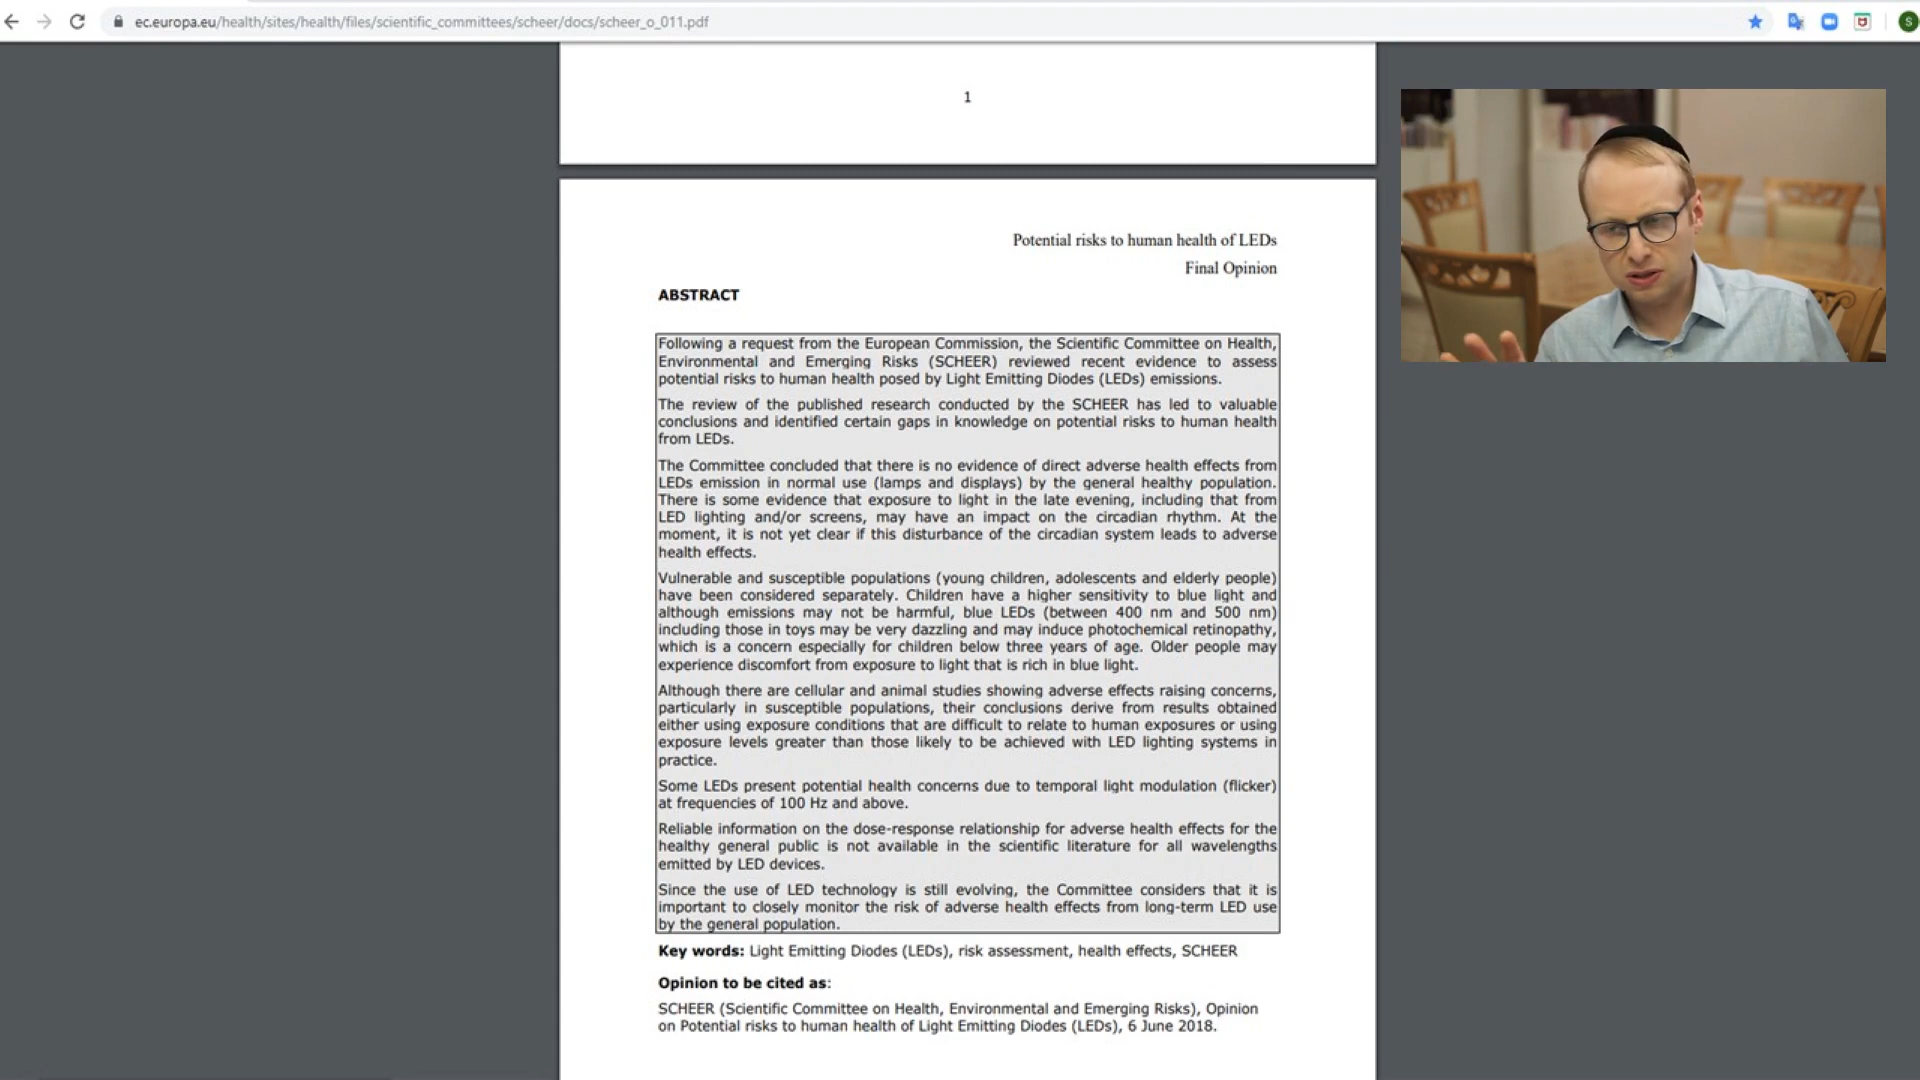 ec.europa.eu/health/sites/health/files/scientific_committees/scheer/docs/scheer_o_011.pdf
S
1
Potential risks to human health of LEDs
Final Opinion
ABSTRACT
Following a request from the European Commission, the Scientific Committee on Health,
Environmental and Emerging Risks (SCHEER) reviewed recent evidence to assess
potential risks to human health posed by Light Emitting Diodes (LEDs) emissions.
The review of the published research conducted by the SCHEER has led to valuable
conclusions and identified certain gaps in knowledge on potential risks to human health
from LEDs.
The Committee concluded that there is no evidence of direct adverse health effects from
LEDs emission in normal use (lamps and displays) by the general healthy population.
There is some evidence that exposure to light in the late evening, including that from
LED lighting and/or screens, may have an impact on the circadian rhythm. At the
moment, it is not yet clear if this disturbance of the circadian system leads to adverse
health effects.
Vulnerable and susceptible populations (young children, adolescents and elderly people)
have been considered separately. Children have a higher sensitivity to blue light and
although emissions may not be harmful, blue LEDs (between 400 nm and 500 nm)
including those in toys may be very dazzling and may induce photochemical retinopathy,
which is a concern especially for children below three years of age. Older people may
experience discomfort from exposure to light that is rich in blue light.
Although there are cellular and animal studies showing adverse effects raising concerns,
particularly in susceptible populations, their conclusions derive from results obtained
either using exposure conditions that are difficult to relate to human exposures or using
exposure levels greater than those likely to be achieved with LED lighting systems in
practice.
Some LEDs present potential health concerns due to temporal light modulation (flicker)
at frequencies of 100 Hz and above.
Reliable information on the dose-response relationship for adverse health effects for the
healthy general public is not available in the scientific literature for all wavelengths
emitted by LED devices.
Since the use of LED technology is still evolving, the Committee considers that it is
important to closely monitor the risk of adverse health effects from long-term LED use
by the general population.
Key words: Light Emitting Diodes (LEDs), risk assessment, health effects, SCHEER
Opinion to be cited as:
SCHEER (Scientific Committee on Health, Environmental and Emerging Risks), Opinion
on Potential risks to human health of Light Emitting Diodes (LEDs), 6 June 2018.